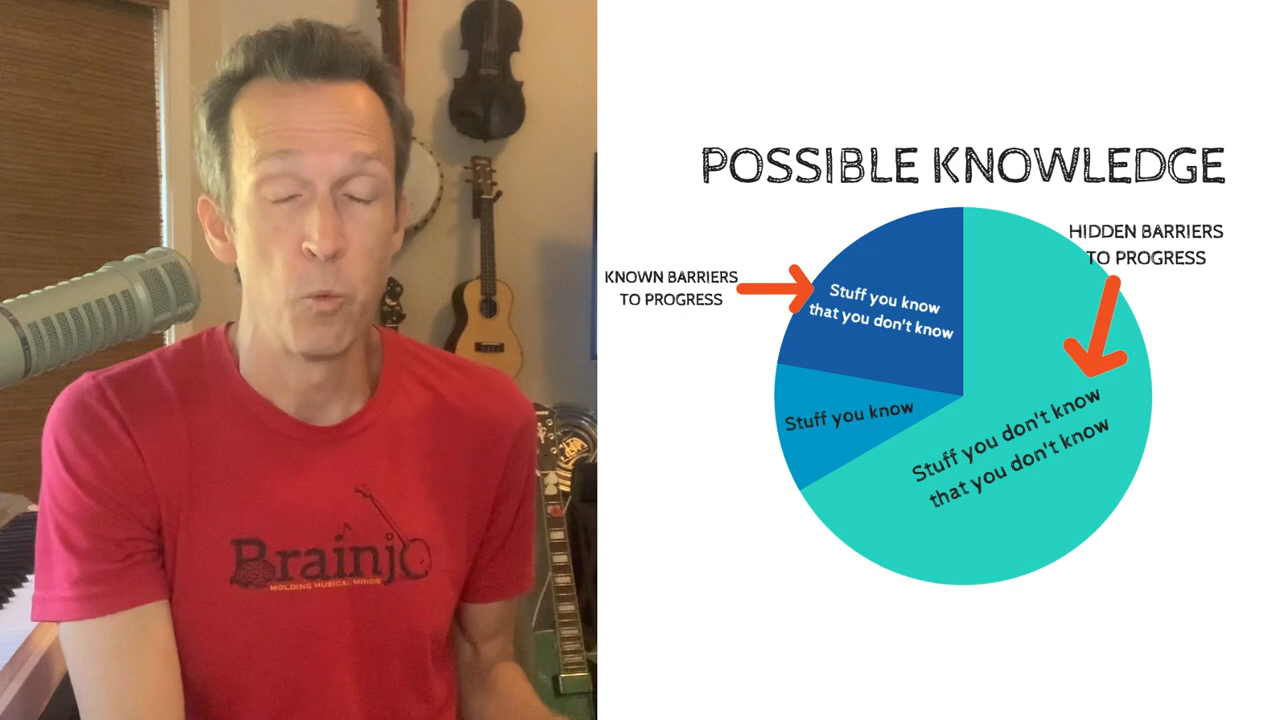 Brainjo
MOLDING MUSICAL MINDS
POSSIBLE KNOWLEDGE
HIDDEN BARRIERS
TO PROGRESS
KNOWN BARRIERS
TO PROGRESS
Stuff you know
that you don't know
Stuff you know
Stuff you don't know
that you don't know